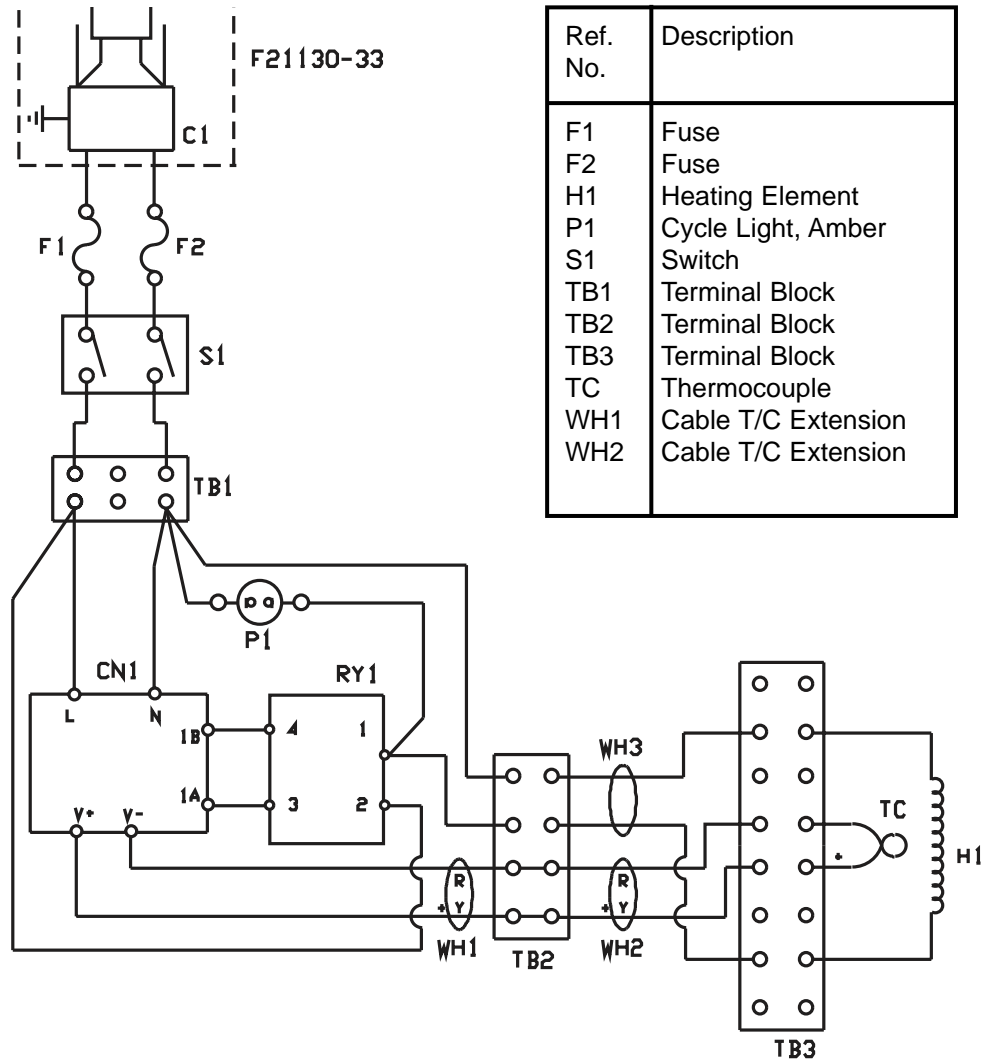 F21130-33
C1
F1
F2
S1
TB1
Ref. No. Description
F1 Fuse
F2 Fuse
H1 Heating Element
P1 Cycle Light, Amber
S1 Switch
TB1 Terminal Block
TB2 Terminal Block
TB3 Terminal Block
TC Thermocouple
WH1 Cable T/C Extension
WH2 Cable T/C Extension
P1
CN1
L
N
1B
1A
V+
V-
RY1
4
1
3
2
WH3
TC
+
H1
R
+ Y
WH1
TB2
R
+ Y
WH2
TB3